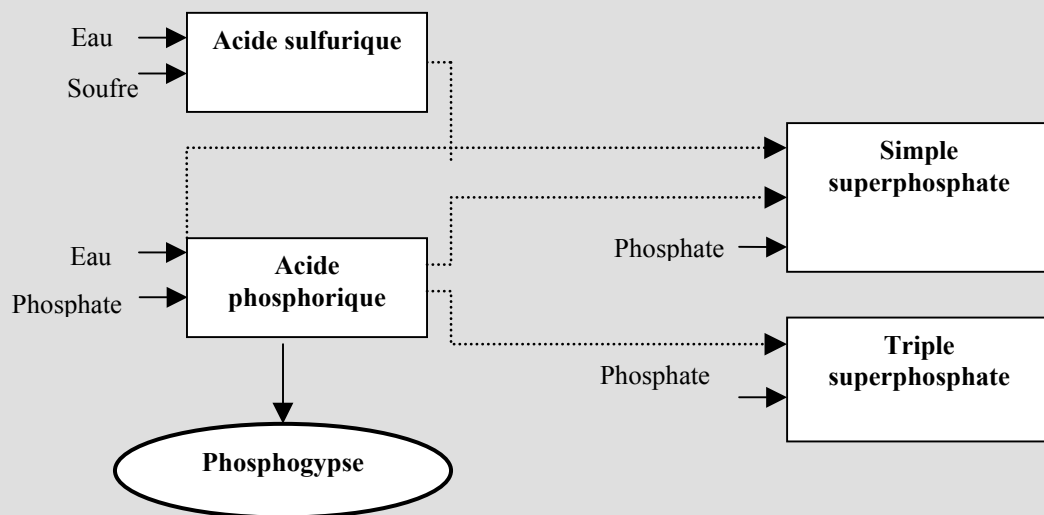 Eau
Acide sulfurique
Soufre
Simple
superphosphate
Eau
Phosphate
Acide
phosphorique
Phosphate
Triple
superphosphate
Phosphate
Phosphogypse